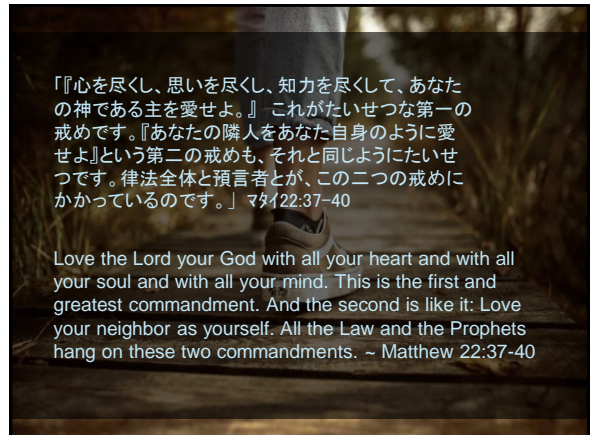 「『心を尽くし、思いを尽くし、知力を尽くして、あなた
の神である主を愛せよ。』 これがたいせつな第一の
戒めです。『あなたの隣人をあなた自身のように愛
せよ』という第二の戒めも、それと同じようにたいせ
つです。律法全体と預言者とが、この二つの戒めに
かかっているのです。」 ﾏﾀｲ22:37-40
Love the Lord your God with all your heart and with all
your soul and with all your mind. This is the first and
greatest commandment. And the second is like it: Love
your neighbor as yourself. All the Law and the Prophets
hang on these two commandments. ~ Matthew 22:37-40